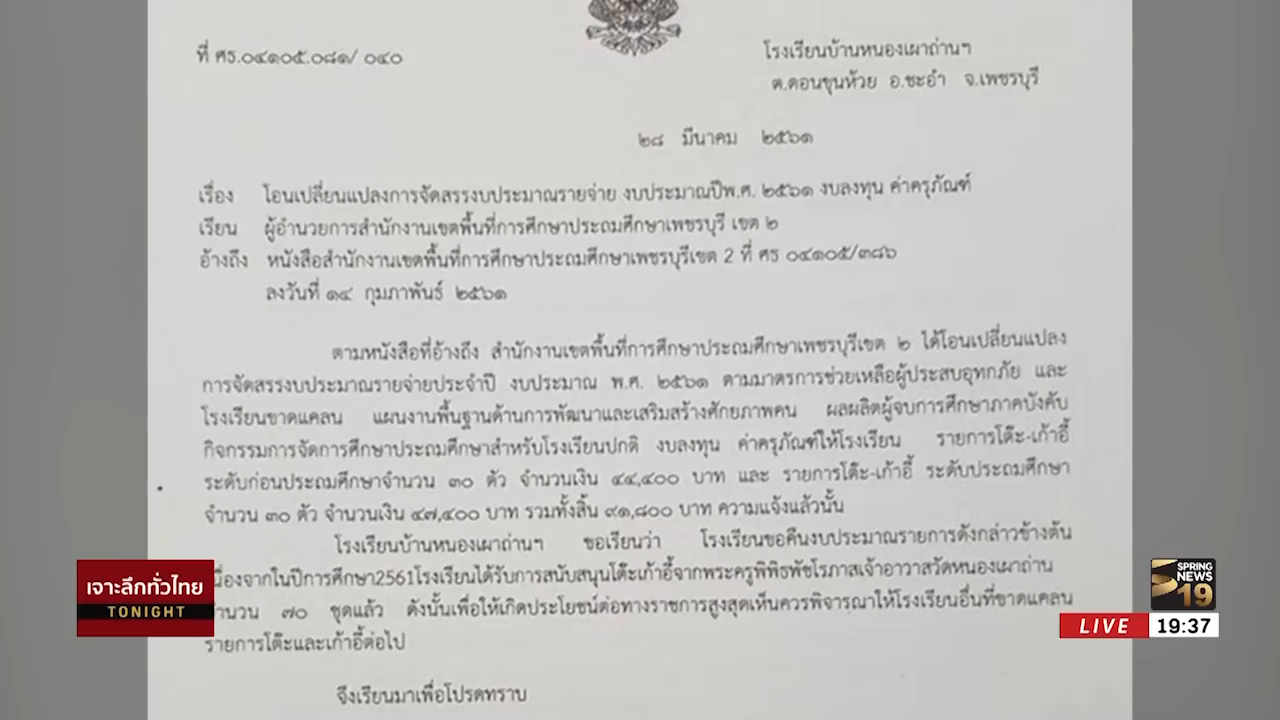 ที่ ศธ.๐๔๑๐๕.๐๘๑/ ๐๔๐
โรงเรียนบ้านหนองเผาถ่านฯ
ต.ดอนขุนห้วย อ.ชะอำ จ.เพชรบุรี
๒๘ มีนาคม ๒๕๖๑
เรื่อง โอนเปลี่ยนแปลงการจัดสรรงบประมาณรายจ่าย งบประมาณปีพ.ศ. ๒๕๖๑ งบลงทุน ค่าครุภัณฑ์
เรียน ผู้อำนวยการสำนักงานเขตพื้นที่การศึกษาประถมศึกษาเพชรบุรี เขต ๒
อ้างถึง หนังสือสำนักงานเขตพื้นที่การศึกษาประถมศึกษาเพชรบุรีเขต 2 ที่ ศธ ๐๔๑๐๕/๓๘๖
ลงวันที่ ๑๔ กุมภาพันธ์ ๒๕๖๑
ตามหนังสือที่อ้างถึง สำนักงานเขตพื้นที่การศึกษาประถมศึกษาเพชรบุรีเขต ๒ ได้โอนเปลี่ยนแปลง
การจัดสรรงบประมาณรายจ่ายประจำปี งบประมาณ พ.ศ. ๒๕๖๑ ตามมาตรการช่วยเหลือผู้ประสบอุทกภัย และ
โรงเรียนขาดแคลน แผนงานพื้นฐานด้านการพัฒนาและเสริมสร้างศักยภาพคน ผลผลิตผู้จบการศึกษาภาคบังคับ
กิจกรรมการจัดการศึกษาประถมศึกษาสำหรับโรงเรียนปกติ งบลงทุน ค่าครุภัณฑ์ให้โรงเรียน รายการโต๊ะ-เก้าอี้
ระดับก่อนประถมศึกษาจำนวน ๓๐ ตัว จำนวนเงิน ๔๔,๔๐๐ บาท และ รายการโต๊ะ-เก้าอี้ ระดับประถมศึกษา
จำนวน ๓๐ ตัว จำนวนเงิน ๔๗,๔๐๐ บาท รวมทั้งสิ้น ๙๑,๘๐๐ บาท ความแจ้งแล้วนั้น
โรงเรียนบ้านหนองเผาถ่านฯ ขอเรียนว่า โรงเรียนขอคืนงบประมาณรายการดังกล่าวข้างต้น
เนื่องจากในปีการศึกษา2561โรงเรียนได้รับการสนับสนุนโต๊ะเก้าอี้จากพระครูพิพิธพัชโรภาสเจ้าอาวาสวัดหนองเผาถ่าน
จำนวน ๗๐ ชุดแล้ว ดังนั้นเพื่อให้เกิดประโยชน์ต่อทางราชการสูงสุดเห็นควรพิจารณาให้โรงเรียนอื่นที่ขาดแคลน
รายการโต๊ะและเก้าอี้ต่อไป
จึงเรียนมาเพื่อโปรดทราบ
เจาะลึกทั่วไทย
TONIGHT
SPRING
NEWS
19
LIVE 19:37